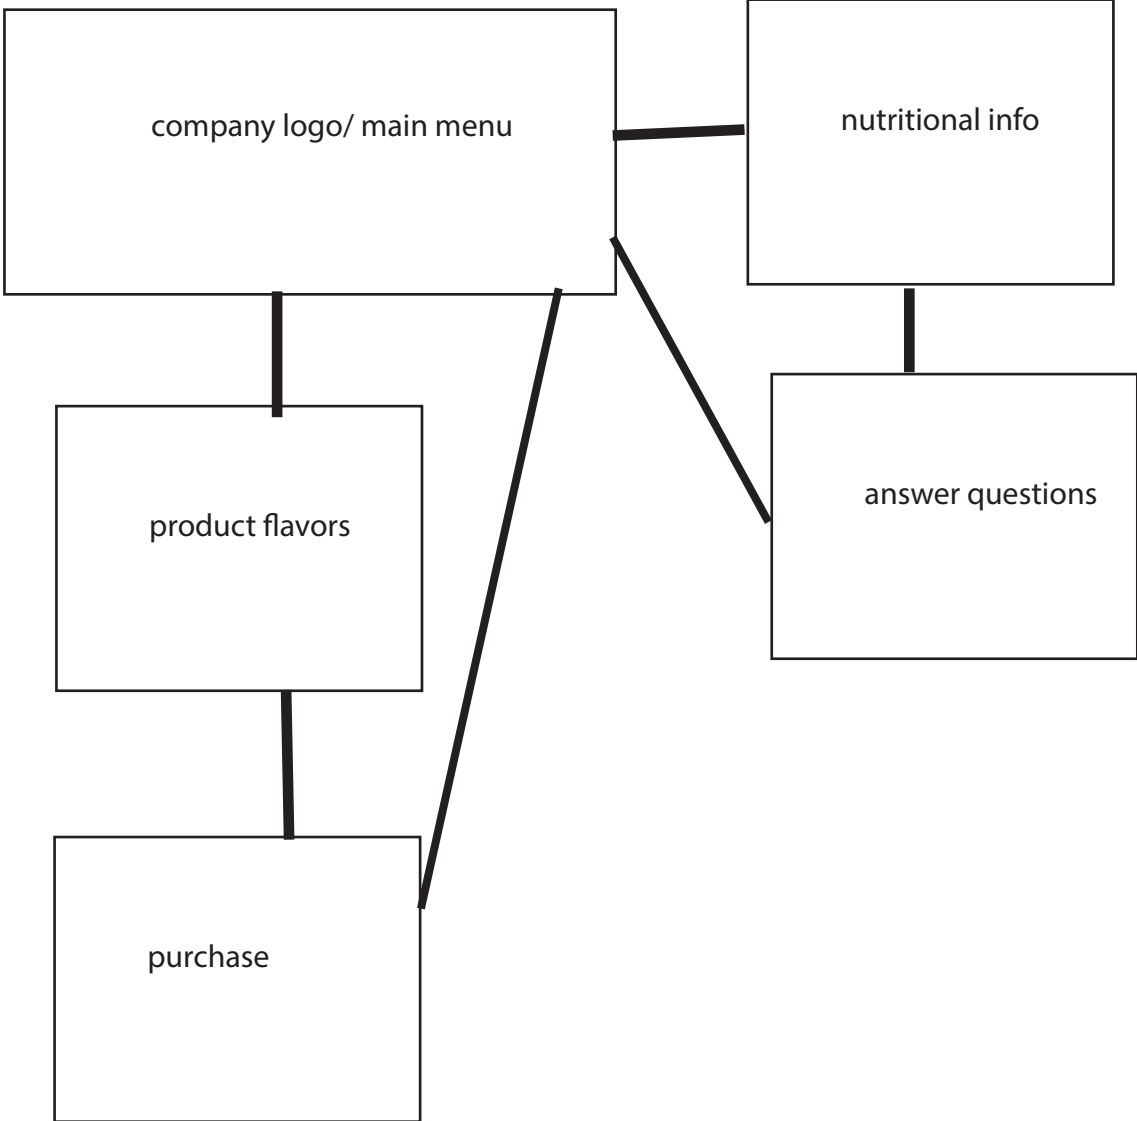 company logo/ main menu
nutritional info
product flavors
answer questions
purchase